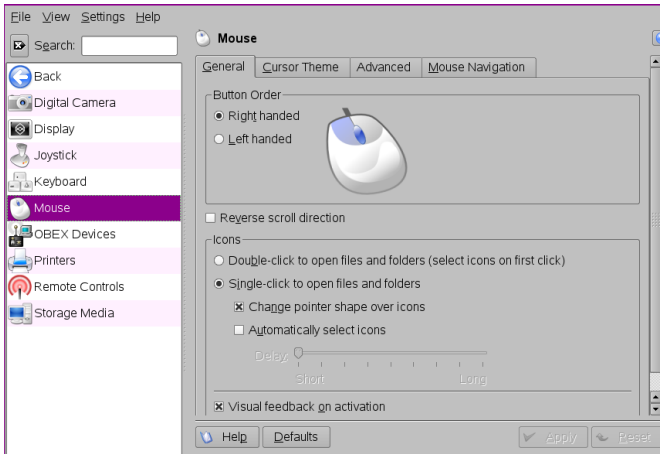 File View Settings Help
Search:
Back
Digital Camera
Display
Joystick
Keyboard
Mouse
OBEX Devices
Printers
Remote Controls
Storage Media
Mouse
General Cursor Theme Advanced Mouse Navigation
Button Order
Right handed
Left handed
Reverse scroll direction
Icons
Double-click to open files and folders (select icons on first click)
Single-click to open files and folders
Change pointer shape over icons
Automatically select icons
Delay:
Short Long
Visual feedback on activation
Help Defaults Apply Reset